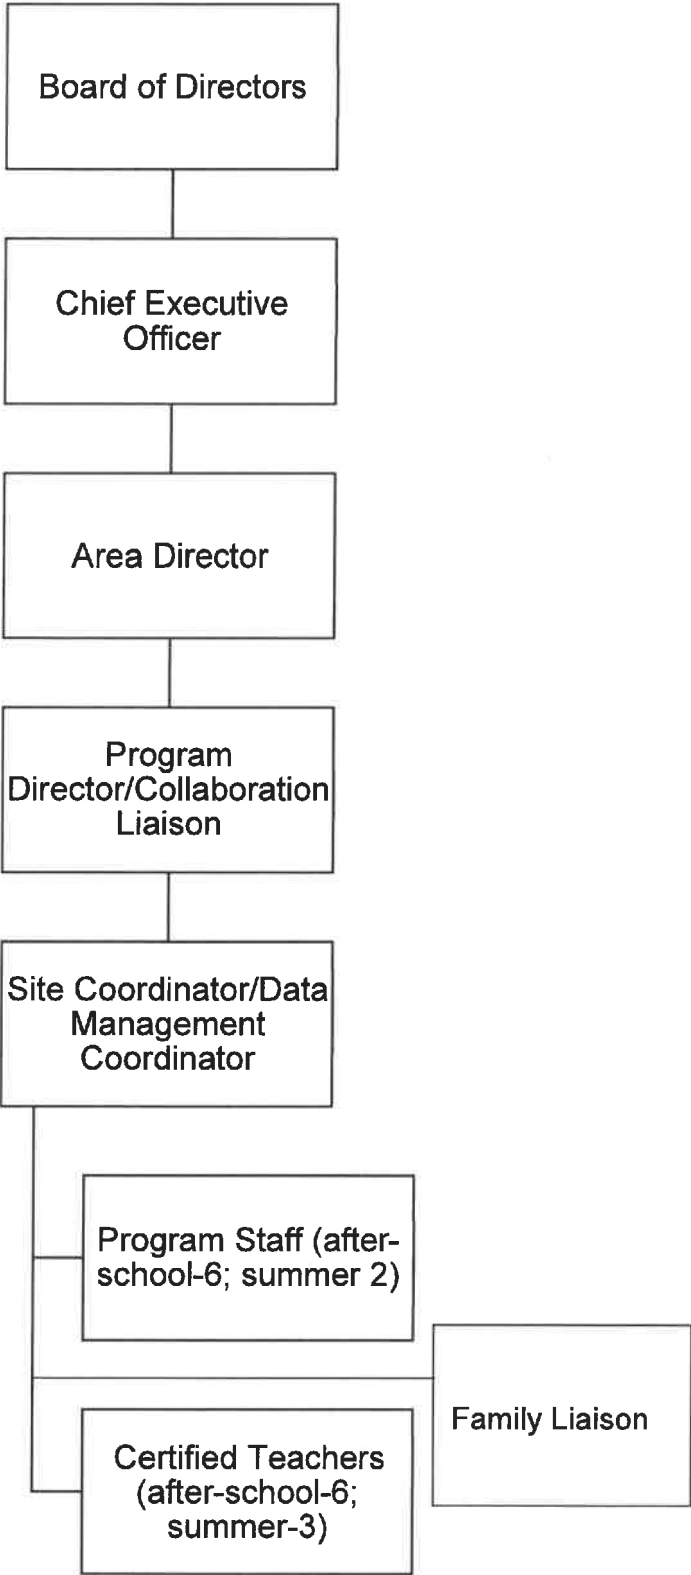 Board of Directors
Chief Executive
Officer
Area Director
Program
Director/Collaboration
Liaison
Site Coordinator/Data
Management
Coordinator
Program Staff (after-
school-6; summer 2)
Family Liaison
Certified Teachers
(after-school-6;
summer-3)